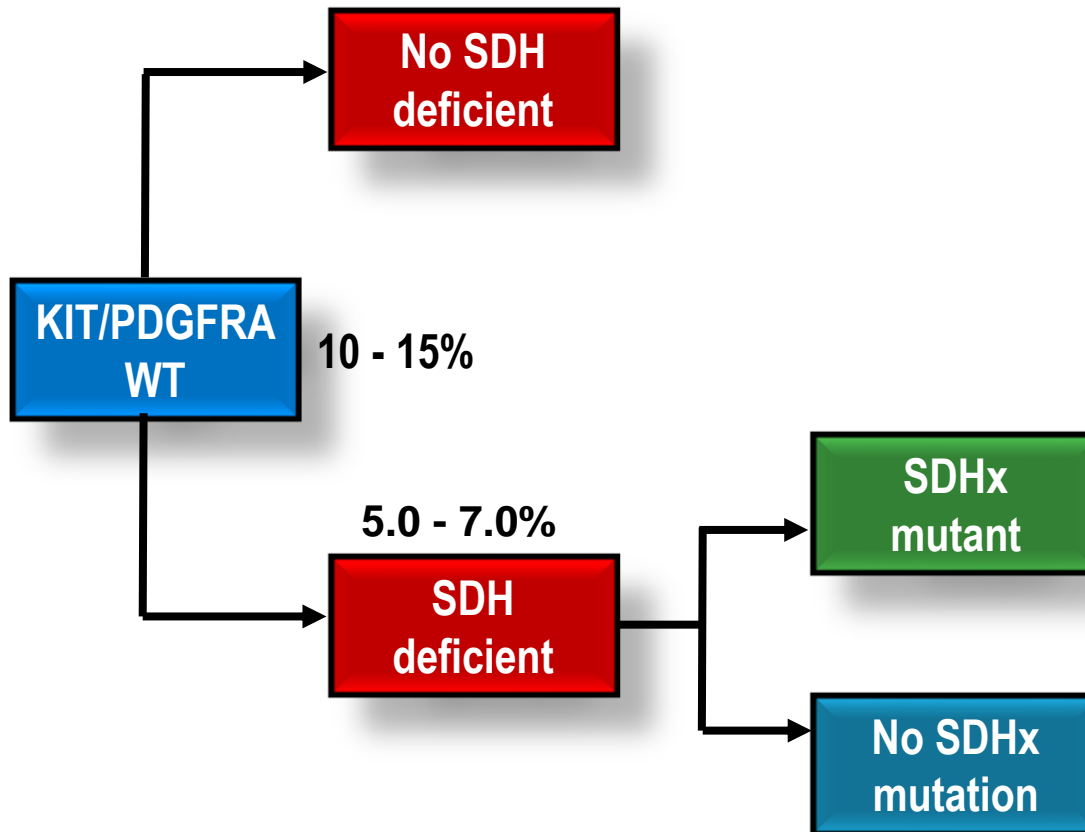 No SDH
deficient
KIT/PDGFRA
WT
10 - 15%
5.0 - 7.0%
SDH
deficient
SDHx
mutant
No SDHx
mutation